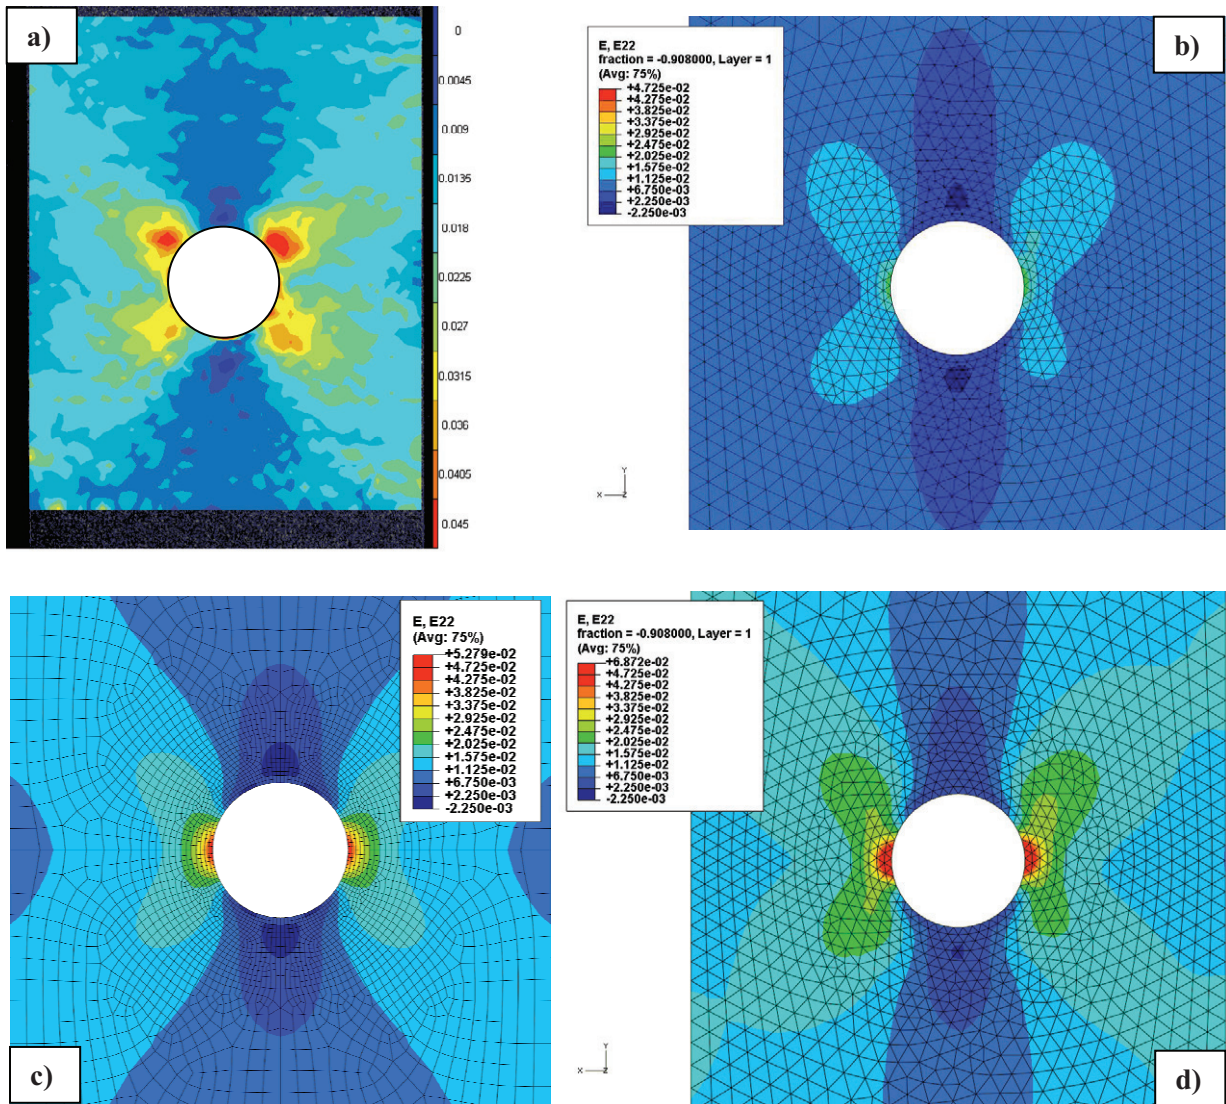 a)
0
0.0045
0.009
0.0135
0.018
0.0225
0.027
0.0315
0.036
0.0405
0.045
b)
E, E22
fraction = -0.908000, Layer = 1
(Avg: 75%)
+4.725e-02
+4.275e-02
+3.825e-02
+3.375e-02
+2.925e-02
+2.475e-02
+2.025e-02
+1.575e-02
+1.125e-02
+6.750e-03
+2.250e-03
-2.250e-03
Y
X
Z
c)
E, E22
(Avg: 75%)
+5.279e-02
+4.725e-02
+4.275e-02
+3.825e-02
+3.375e-02
+2.925e-02
+2.475e-02
+2.025e-02
+1.575e-02
+1.125e-02
+6.750e-03
+2.250e-03
-2.250e-03
E, E22
fraction = -0.908000, Layer = 1
(Avg: 75%)
+6.872e-02
+4.725e-02
+4.275e-02
+3.825e-02
+3.375e-02
+2.925e-02
+2.475e-02
+2.025e-02
+1.575e-02
+1.125e-02
+6.750e-03
+2.250e-03
-2.250e-03
Y
X
Z
d)